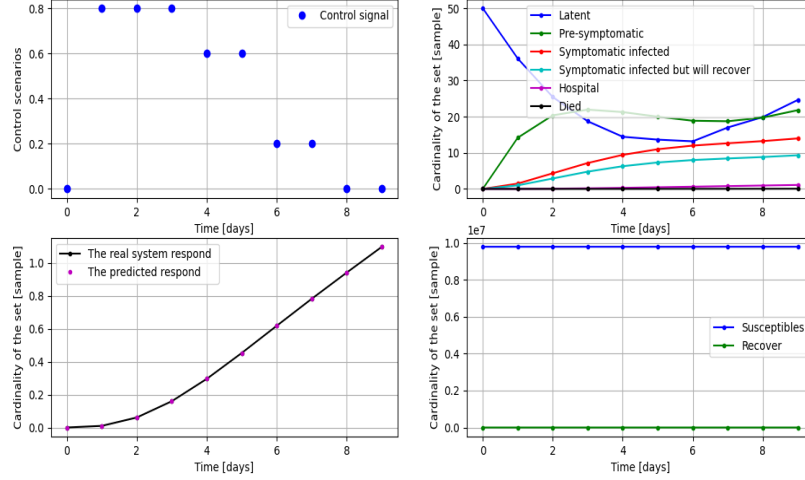 Control scenarios
0.8
0.6
0.4
0.2
0.0
Control signal
0 2 4 6 8
Time [days]
Cardinality of the set [sample]
50
40
30
20
10
0
Latent
Pre-symptomatic
Symptomatic infected
Symptomatic infected but will recover
Hospital
Died
0 2 4 6 8
Time [days]
Cardinality of the set [sample]
1.0
0.8
0.6
0.4
0.2
0.0
The real system respond
The predicted respond
0 2 4 6 8
Time [days]
1e7
Cardinality of the set [sample]
1.0
0.8
0.6
0.4
0.2
0.0
Susceptibles
Recover
0 2 4 6 8
Time [days]